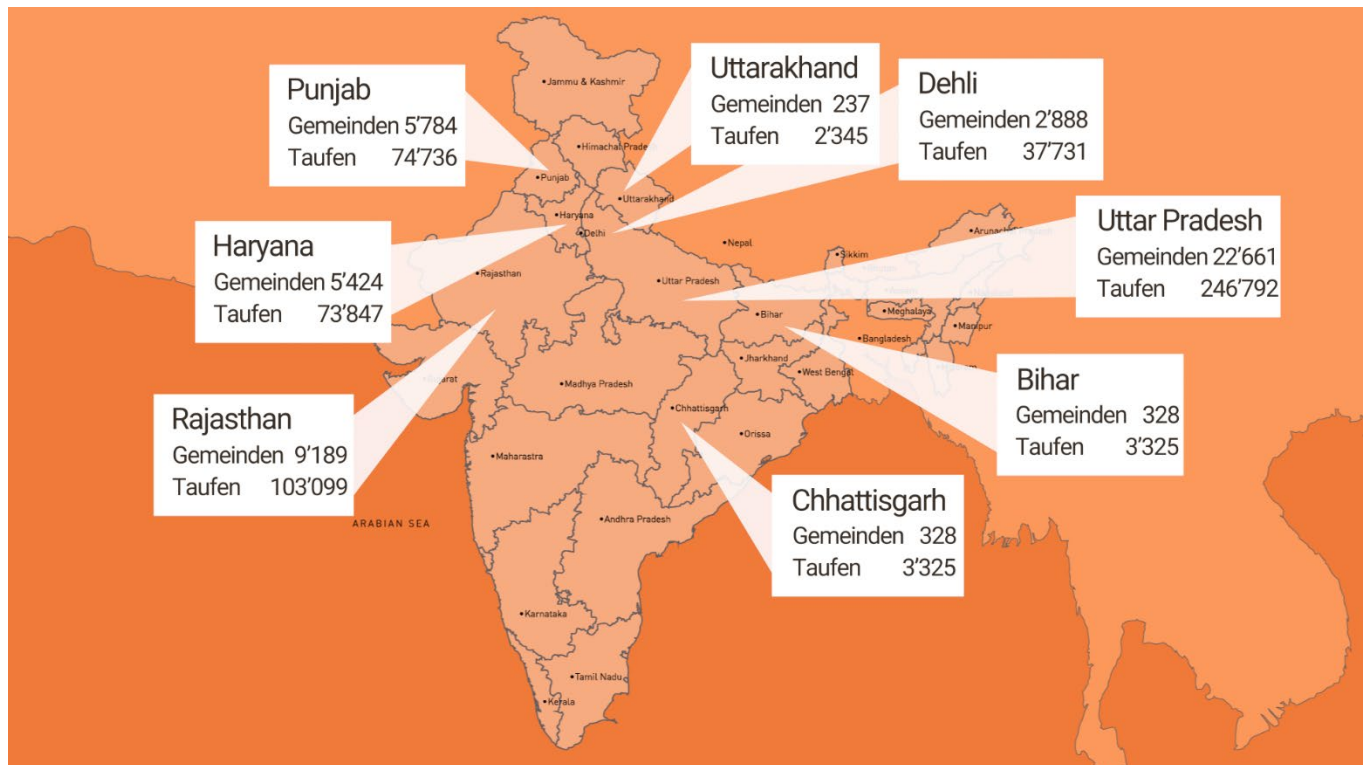 Punjab
Gemeinden 5’784
Taufen 74’736
Uttarakhand
Gemeinden 237
Taufen 2’345
Dehli
Gemeinden 2’888
Taufen 37’731
Haryana
Gemeinden 5’424
Taufen 73’847
Uttar Pradesh
Gemeinden 22’661
Taufen 246’792
Rajasthan
Gemeinden 9’189
Taufen 103’099
Bihar
Gemeinden 328
Taufen 3’325
Chhattisgarh
Gemeinden 328
Taufen 3’325
Jammu & Kashmir
Himachal Prade
Punjab
Uttarakhand
Haryana
Delhi
Nepal
Sikkim
Rajasthan
Uttar Pradesh
Bihar
Meghalaya
Manipur
Bangladesh
Jharkhand
West Bengal
Madhya Pradesh
Chhattisgarh
Orissa
Maharastra
ARABIAN SEA
Andhra Pradesh
Karnataka
Tamil Nadu
Kerala